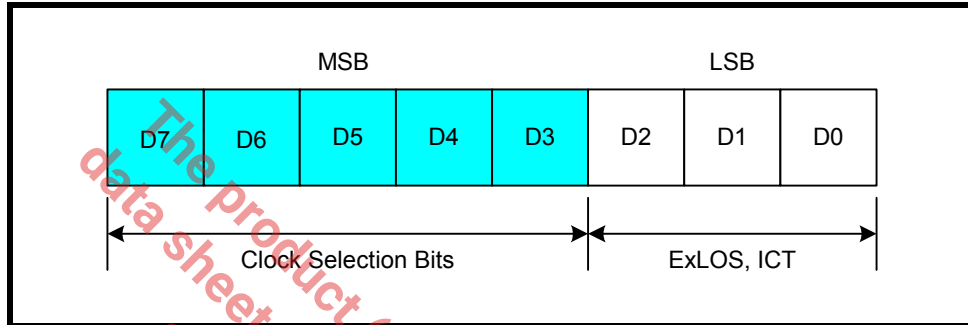 MSB LSB
D7 D6 D5 D4 D3 D2 D1 D0
Clock Selection Bits ExLOS, ICT
The product
data sheet